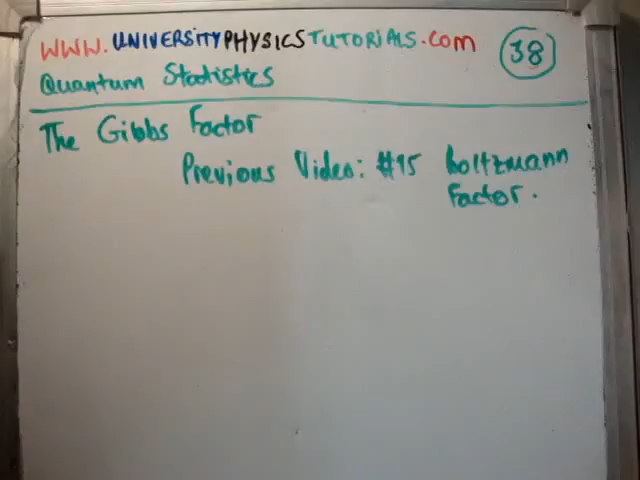 WWW.UNIVERSITYPHYSICSTUTORIALS.COM
38
Quantum Statistics
The Gibbs Factor
Previous Video: #15 Boltzmann
Factor.